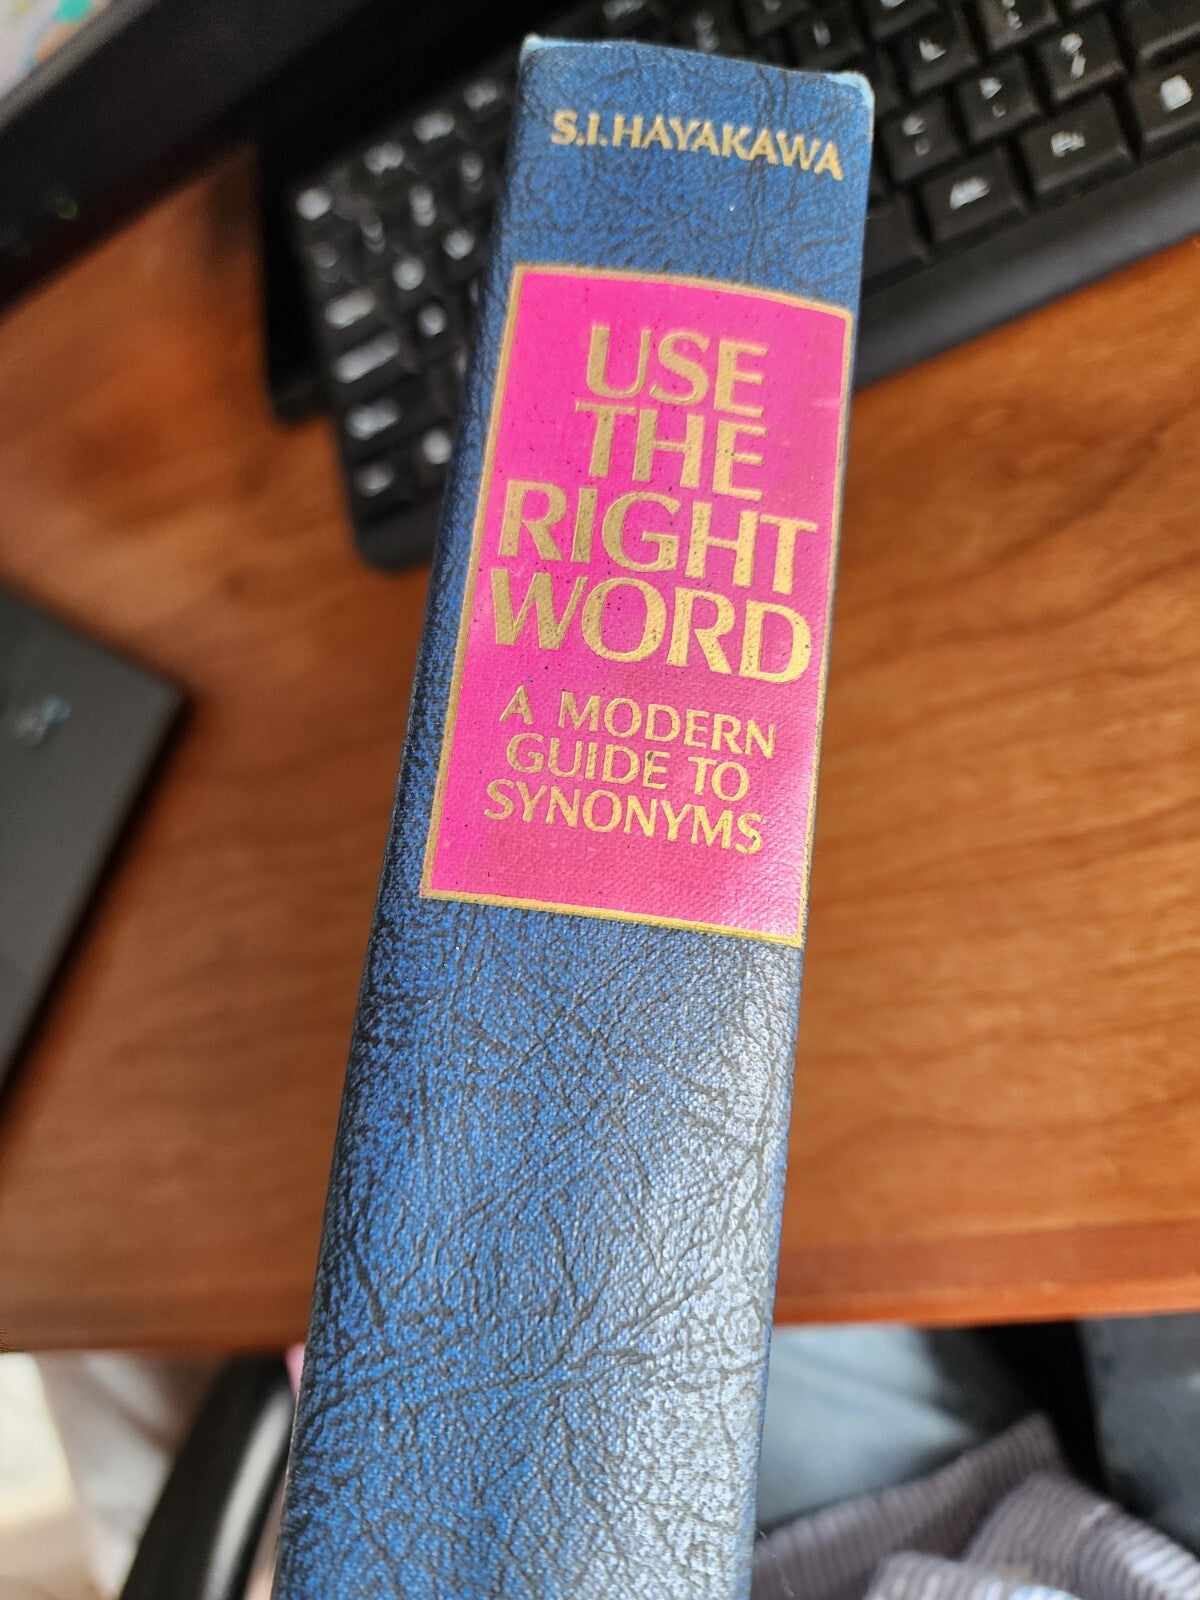 S.I.HAYAKAWA
USE
THE
RIGHT
WORD
A MODERN
GUIDE TO
SYNONYMS